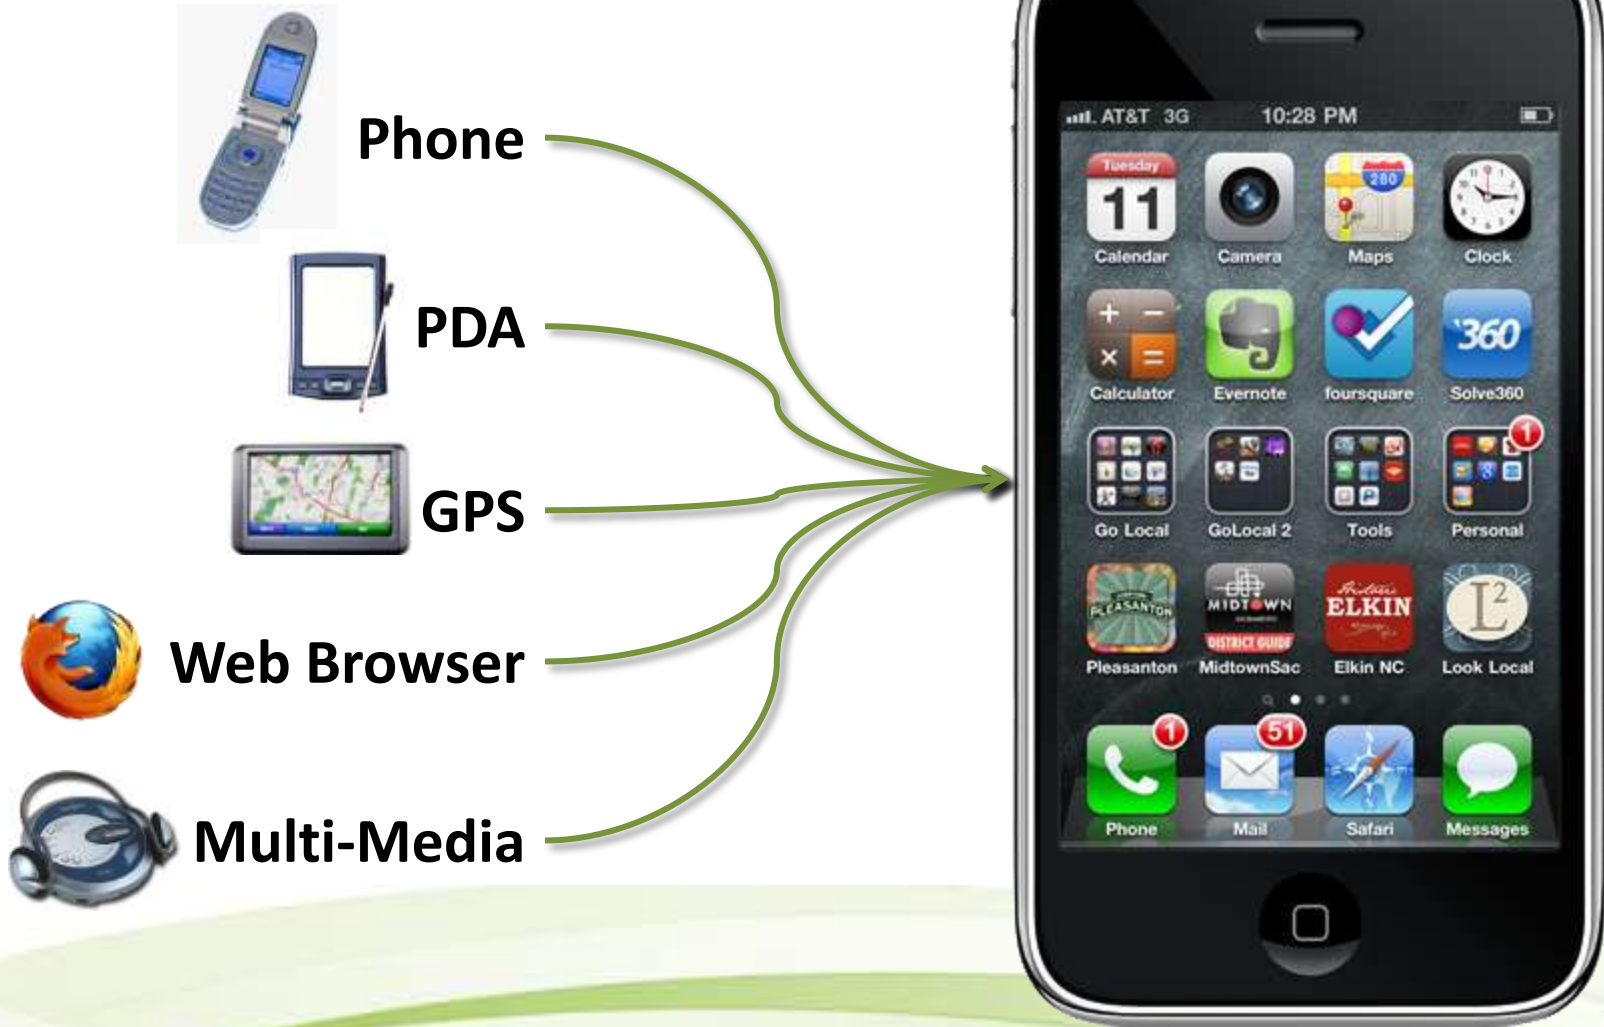 Phone
PDA
GPS
Web Browser
Multi-Media
AT&T 3G 10:28 PM
Tuesday
11
280
Calendar Camera Maps Clock
360
Calculator Evernote foursquare Solve360
1
Go Local GoLocal 2 Tools Personal
PLEASANTON
MIDTOWN
DISTRICT GUIDE
Historic
ELKIN
L2
Pleasanton MidtownSac Elkin NC Look Local
1
51
Phone Mail Safari Messages